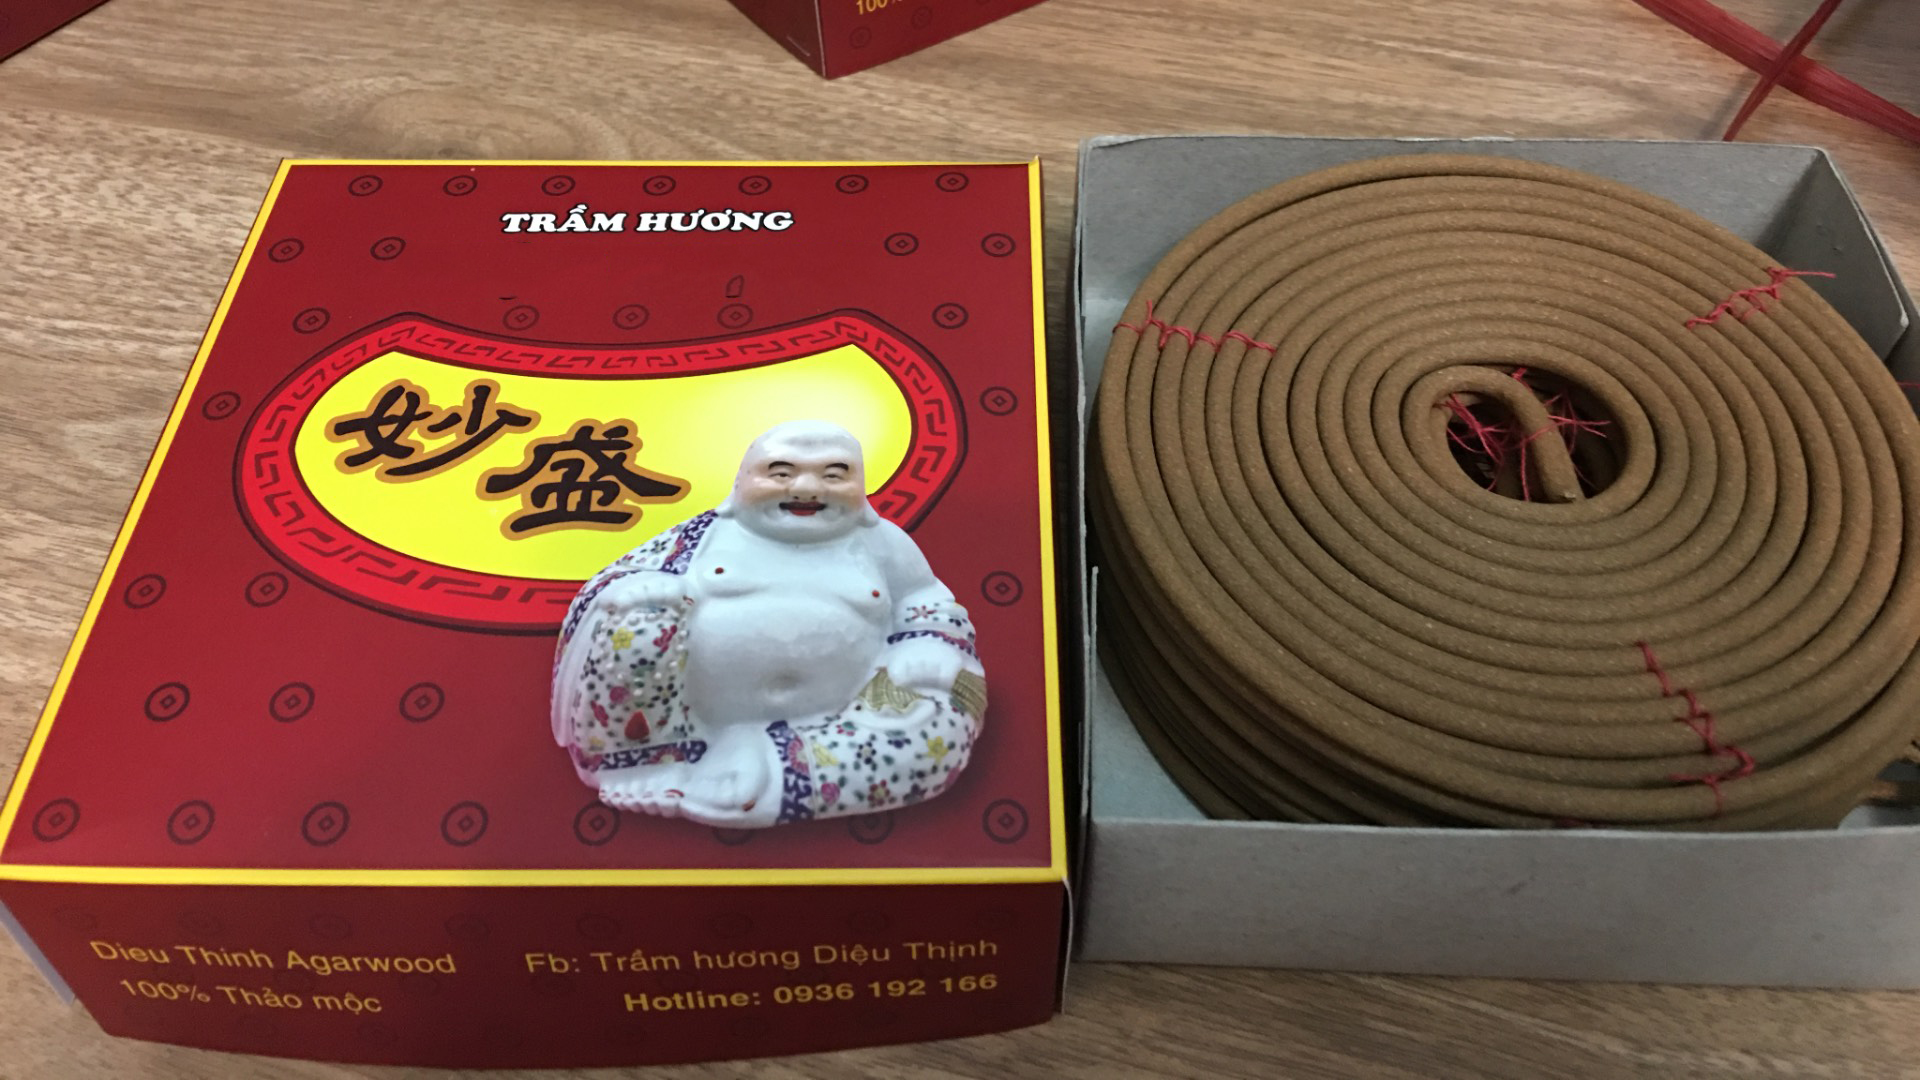 100%
TRẦM HƯƠNG
妙盛
Dieu Thinh Agarwood
100% Thảo mộc
Fb: Trầm hương Diệu Thịnh
Hotline: 0936 192 166